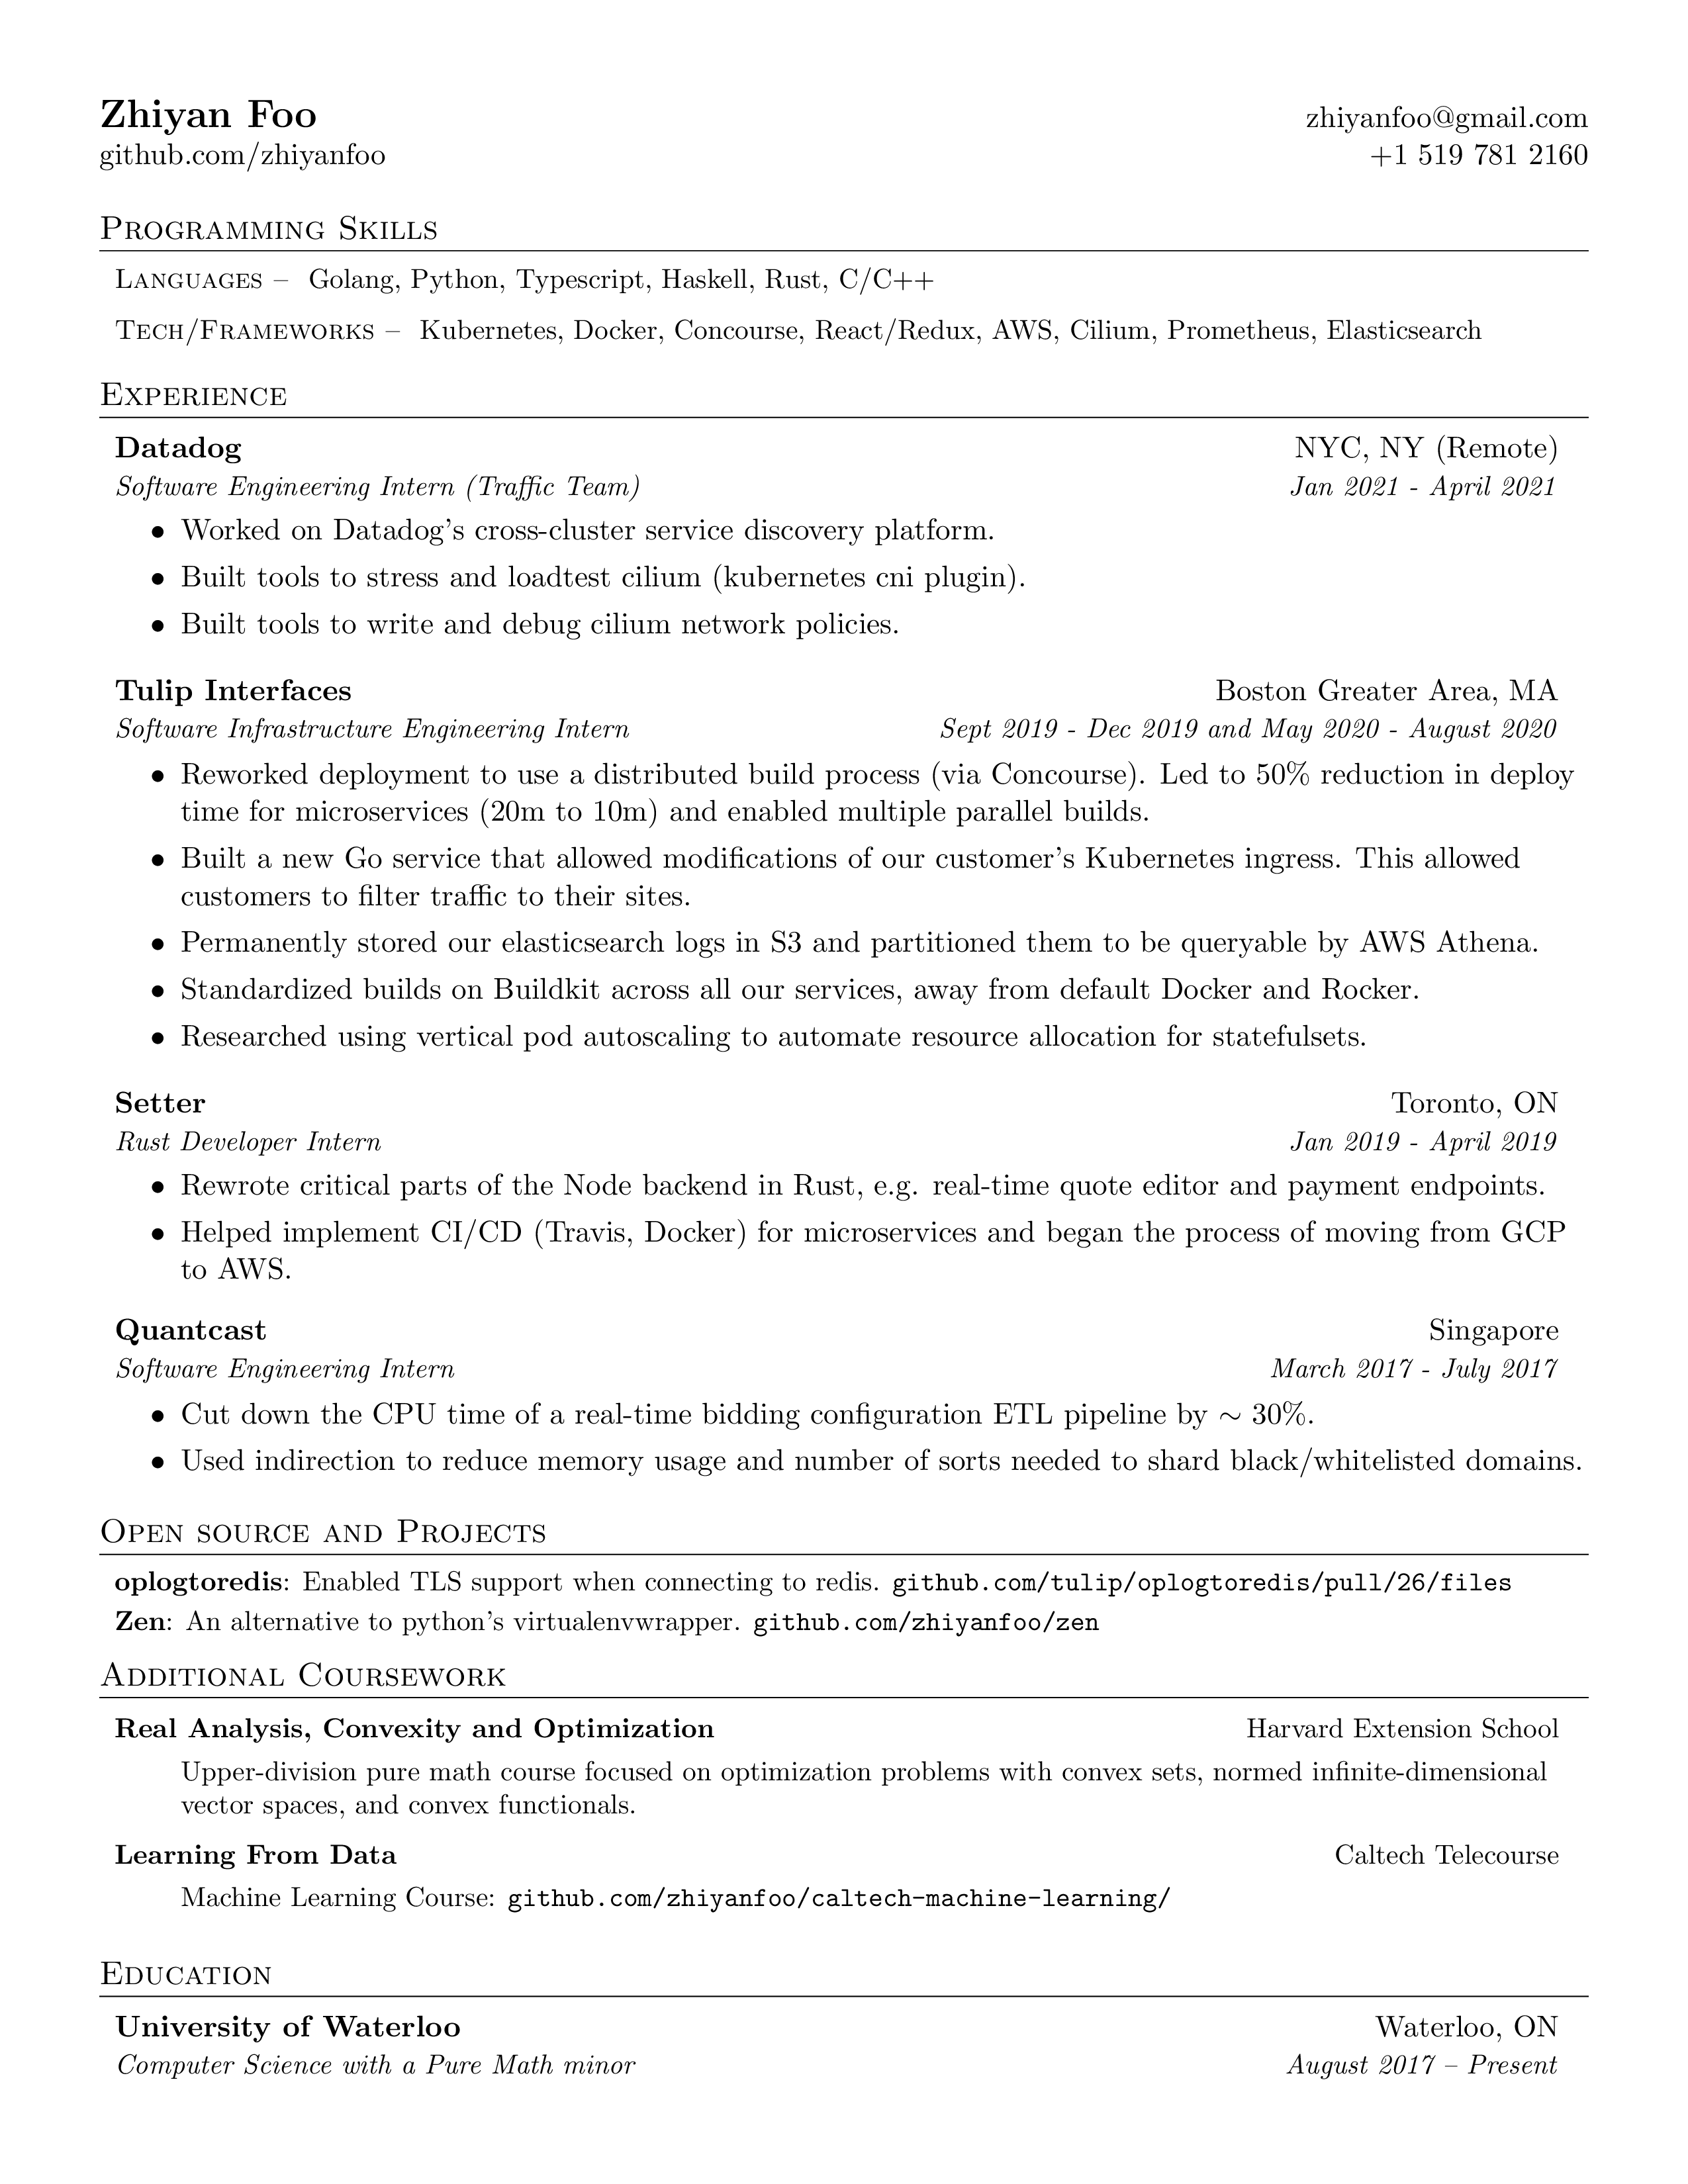 Zhiyan Foo zhiyanfoo@gmail.com
github.com/zhiyanfoo +1 519 781 2160
Programming Skills
Languages – Golang, Python, Typescript, Haskell, Rust, C/C++
Tech/Frameworks – Kubernetes, Docker, Concourse, React/Redux, AWS, Cilium, Prometheus, Elasticsearch
Experience
Datadog NYC, NY (Remote)
Software Engineering Intern (Traffic Team) Jan 2021 - April 2021
• Worked on Datadog's cross-cluster service discovery platform.
• Built tools to stress and loadtest cilium (kubernetes cni plugin).
• Built tools to write and debug cilium network policies.
Tulip Interfaces Boston Greater Area, MA
Software Infrastructure Engineering Intern Sept 2019 - Dec 2019 and May 2020 - August 2020
• Reworked deployment to use a distributed build process (via Concourse). Led to 50% reduction in deploy
time for microservices (20m to 10m) and enabled multiple parallel builds.
• Built a new Go service that allowed modifications of our customer's Kubernetes ingress. This allowed
customers to filter traffic to their sites.
• Permanently stored our elasticsearch logs in S3 and partitioned them to be queryable by AWS Athena.
• Standardized builds on Buildkit across all our services, away from default Docker and Rocker.
• Researched using vertical pod autoscaling to automate resource allocation for statefulsets.
Setter Toronto, ON
Rust Developer Intern Jan 2019 - April 2019
• Rewrote critical parts of the Node backend in Rust, e.g. real-time quote editor and payment endpoints.
• Helped implement CI/CD (Travis, Docker) for microservices and began the process of moving from GCP
to AWS.
Quantcast Singapore
Software Engineering Intern March 2017 - July 2017
• Cut down the CPU time of a real-time bidding configuration ETL pipeline by ∼ 30%.
• Used indirection to reduce memory usage and number of sorts needed to shard black/whitelisted domains.
Open source and Projects
oplogtoredis: Enabled TLS support when connecting to redis. github.com/tulip/oplogtoredis/pull/26/files
Zen: An alternative to python's virtualenvwrapper. github.com/zhiyanfoo/zen
Additional Coursework
Real Analysis, Convexity and Optimization Harvard Extension School
Upper-division pure math course focused on optimization problems with convex sets, normed infinite-dimensional
vector spaces, and convex functionals.
Learning From Data Caltech Telecourse
Machine Learning Course: github.com/zhiyanfoo/caltech-machine-learning/
Education
University of Waterloo Waterloo, ON
Computer Science with a Pure Math minor August 2017 – Present